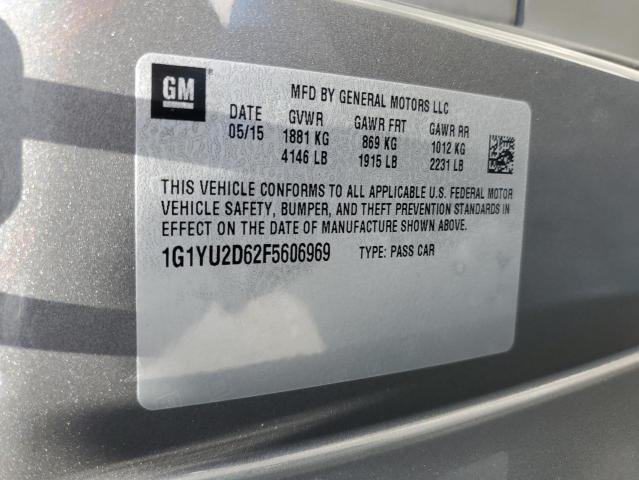 GM
MFD BY GENERAL MOTORS LLC
DATE GVWR GAWR FRT GAWR RR
05/15 1881 KG 869 KG 1012 KG
4146 LB 1915 LB 2231 LB
THIS VEHICLE CONFORMS TO ALL APPLICABLE U.S. FEDERAL MOTOR
VEHICLE SAFETY, BUMPER, AND THEFT PREVENTION STANDARDS IN
EFFECT ON THE DATE OF MANUFACTURE SHOWN ABOVE.
1G1YU2D62F5606969 TYPE: PASS CAR